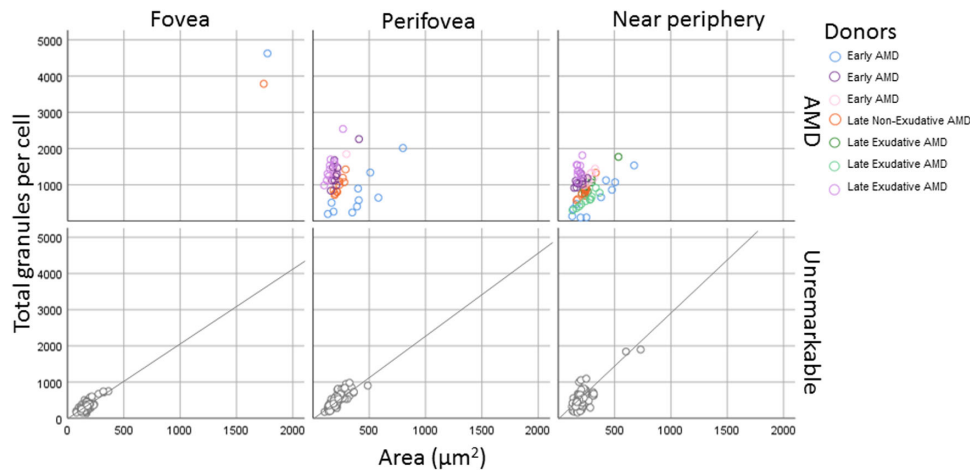 Fovea
Perifovea
Near periphery
Donors
Early AMD
Early AMD
Early AMD
Late Non-Exudative AMD
Late Exudative AMD
Late Exudative AMD
Late Exudative AMD
AMD
Unremarkable
Total granules per cell
5000
4000
3000
2000
1000
0
5000
4000
3000
2000
1000
0
0 500 1000 1500 2000 0 500 1000 1500 2000 0 500 1000 1500 2000
Area (µm²)